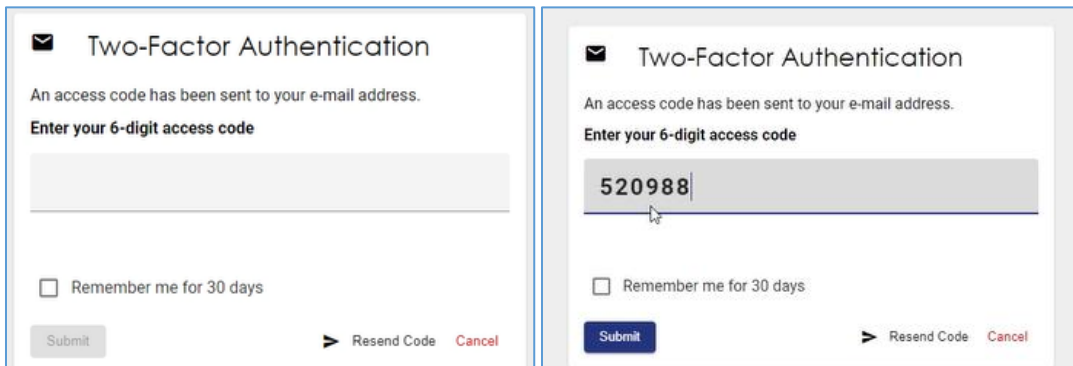 Two-Factor Authentication
An access code has been sent to your e-mail address.
Enter your 6-digit access code
Remember me for 30 days
Submit
Resend Code
Cancel
Two-Factor Authentication
An access code has been sent to your e-mail address.
Enter your 6-digit access code
520988
Remember me for 30 days
Submit
Resend Code
Cancel